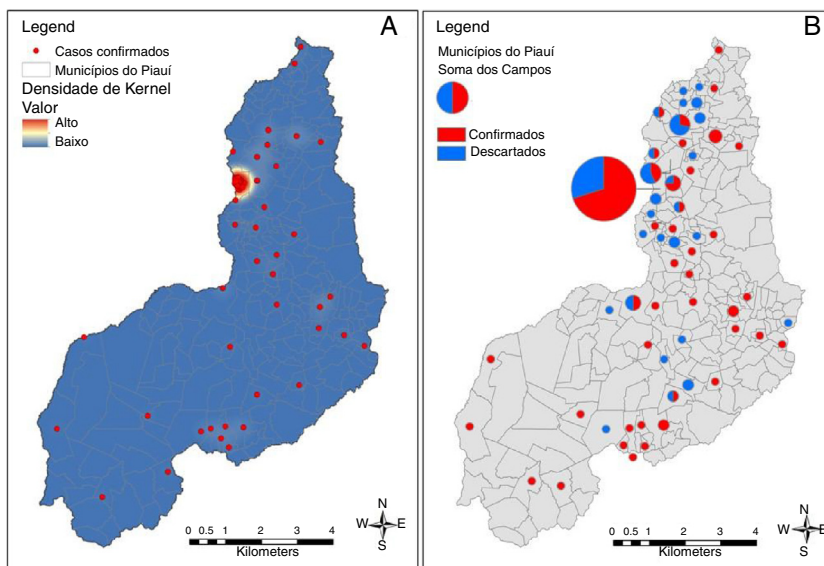 A
Legend
Casos confirmados
Municípios do Piauí
Densidade de Kernel
Valor
Alto
Baixo
0 0.5 1 2 3 4
Kilometers
N
W E
S
B
Legend
Municípios do Piauí
Soma dos Campos
Confirmados
Descartados
0 0.5 1 2 3 4
Kilometers
N
W E
S